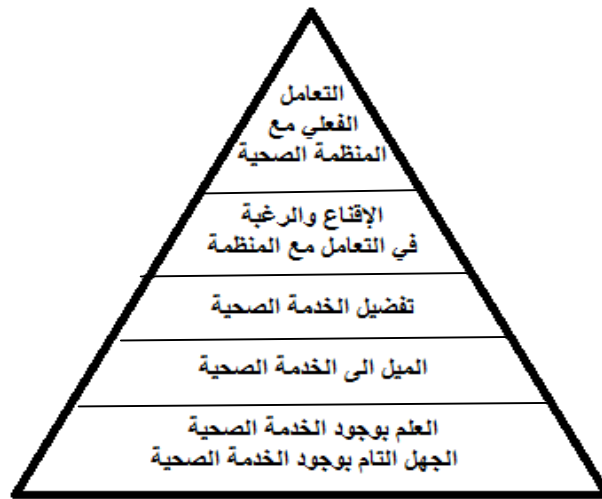 التعامل
الفعلي مع
المنظمة الصحية
الإقناع والرغبة
في التعامل مع المنظمة
تفضيل الخدمة الصحية
الميل الى الخدمة الصحية
العلم بوجود الخدمة الصحية
الجهل التام بوجود الخدمة الصحية